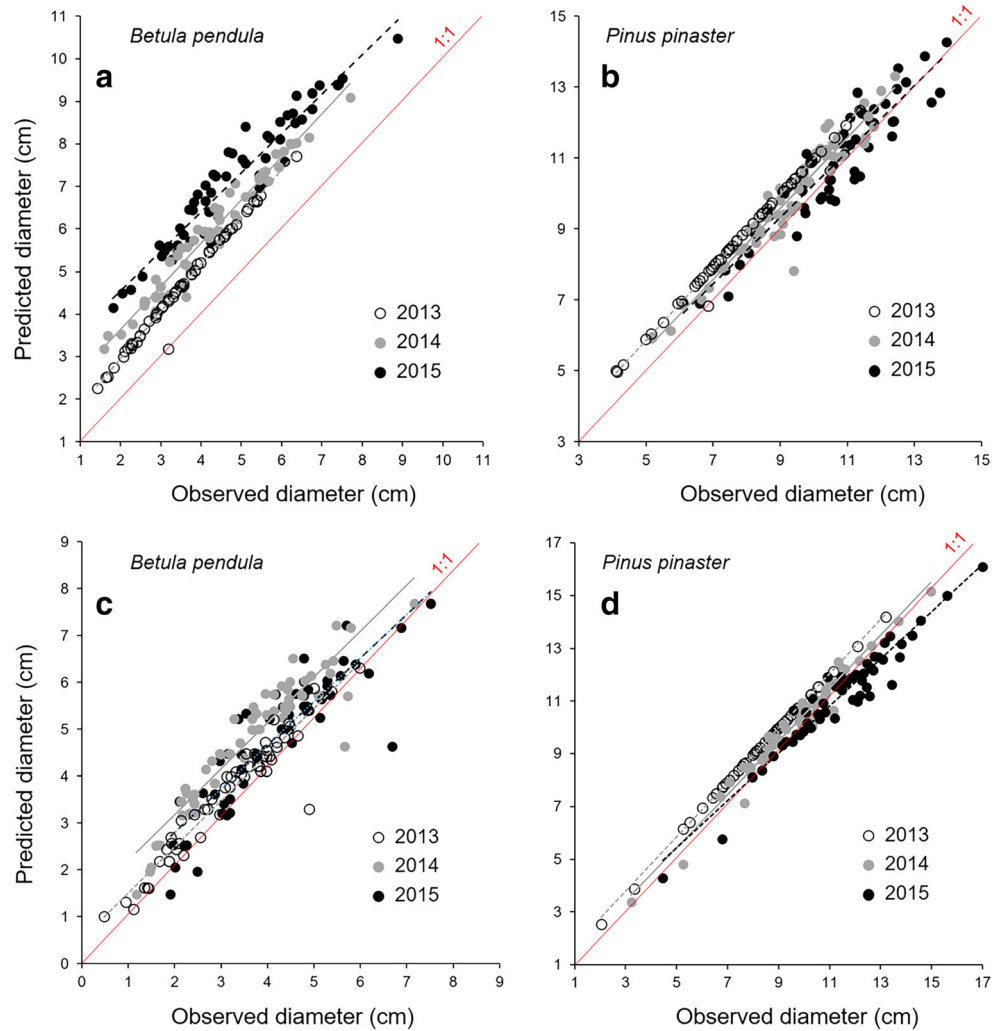 Betula pendula
a
1:1
Predicted diameter (cm)
11
10
9
8
7
6
5
4
3
2
1
2013
2014
2015
1 2 3 4 5 6 7 8 9 10 11
Observed diameter (cm)
Pinus pinaster
b
1:1
15
13
11
9
7
5
3
2013
2014
2015
3 5 7 9 11 13 15
Observed diameter (cm)
Betula pendula
c
1:1
Predicted diameter (cm)
9
8
7
6
5
4
3
2
1
0
2013
2014
2015
0 1 2 3 4 5 6 7 8 9
Observed diameter (cm)
Pinus pinaster
d
1:1
17
15
13
11
9
7
5
3
1
2013
2014
2015
1 3 5 7 9 11 13 15 17
Observed diameter (cm)